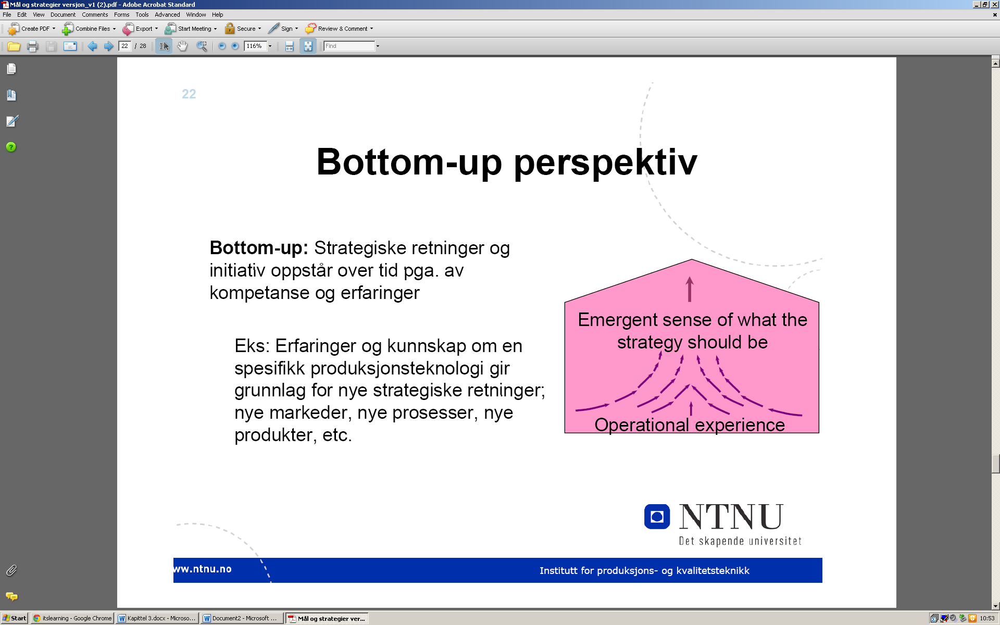 Mål og strategier versjon_v1 (2).pdf - Adobe Acrobat Standard
File Edit View Document Comments Forms Tools Advanced Window Help
Create PDF Combine Files Export Start Meeting Secure Sign Review & Comment
22 / 28 116% Find
22
Bottom-up perspektiv
Bottom-up: Strategiske retninger og
initiativ oppstår over tid pga. av
kompetanse og erfaringer
Eks: Erfaringer og kunnskap om en
spesifikk produksjonsteknologi gir
grunnlag for nye strategiske retninger;
nye markeder, nye prosesser, nye
produkter, etc.
Emergent sense of what the
strategy should be
Operational experience
NTNU
Det skapende universitet
ww.ntnu.no
Institutt for produksjons- og kvalitetsteknikk
Start itslearning - Google Chrome Kapittel 3.docx - Microso... Document2 - Microsoft ... Mål og strategier ver... 10:53